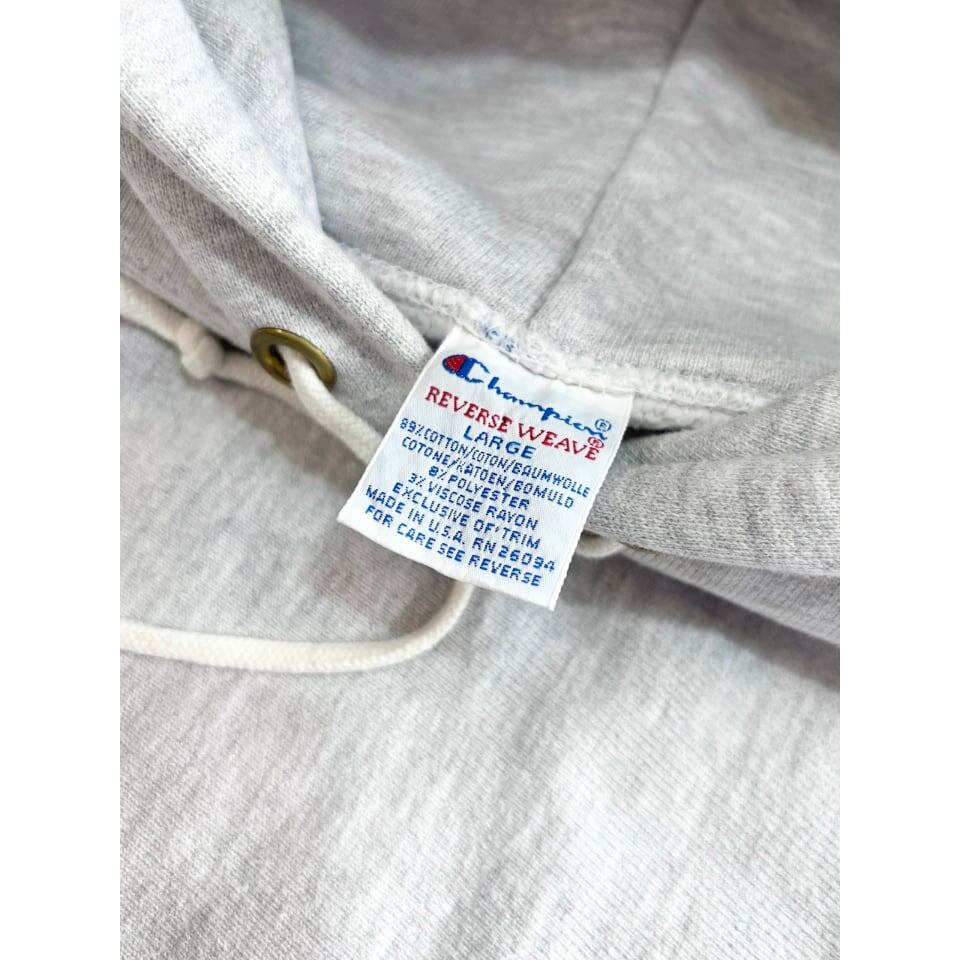 Champion®
REVERSE WEAVE®
LARGE
89% COTTON/COTON/BAUMWOLLE
COTONE/KATOEN/BOMULD
8% POLYESTER
3% VISCOSE RAYON
EXCLUSIVE OF TRIM
MADE IN U.S.A. RN 26094
FOR CARE SEE REVERSE